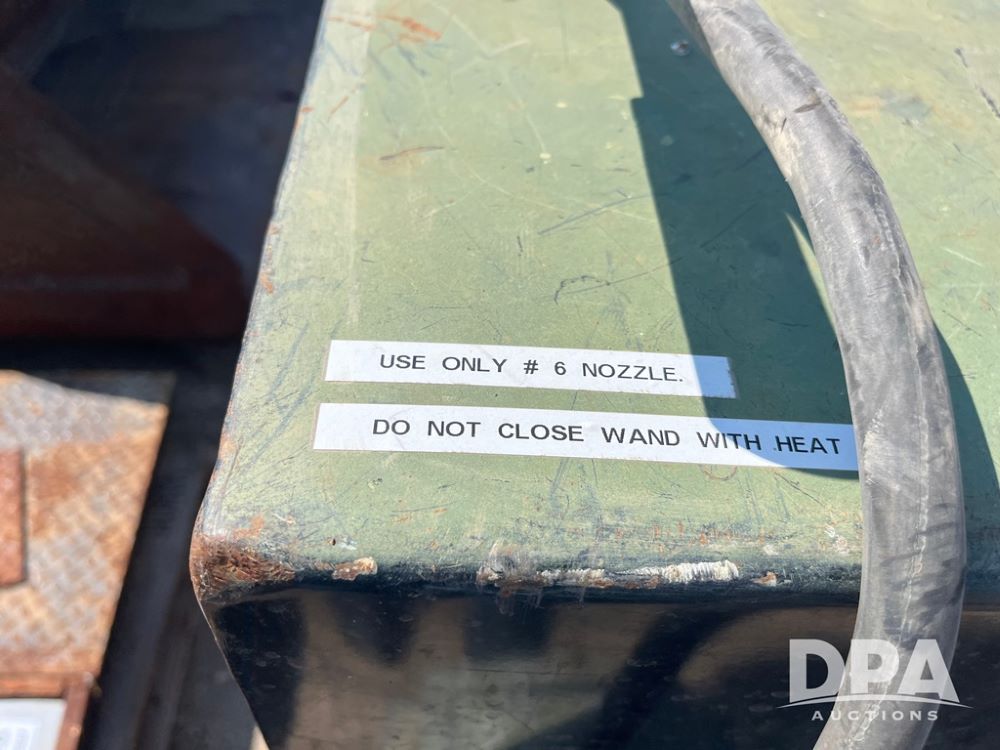 USE ONLY # 6 NOZZLE.
DO NOT CLOSE WAND WITH HEAT
DPA
AUCTIONS